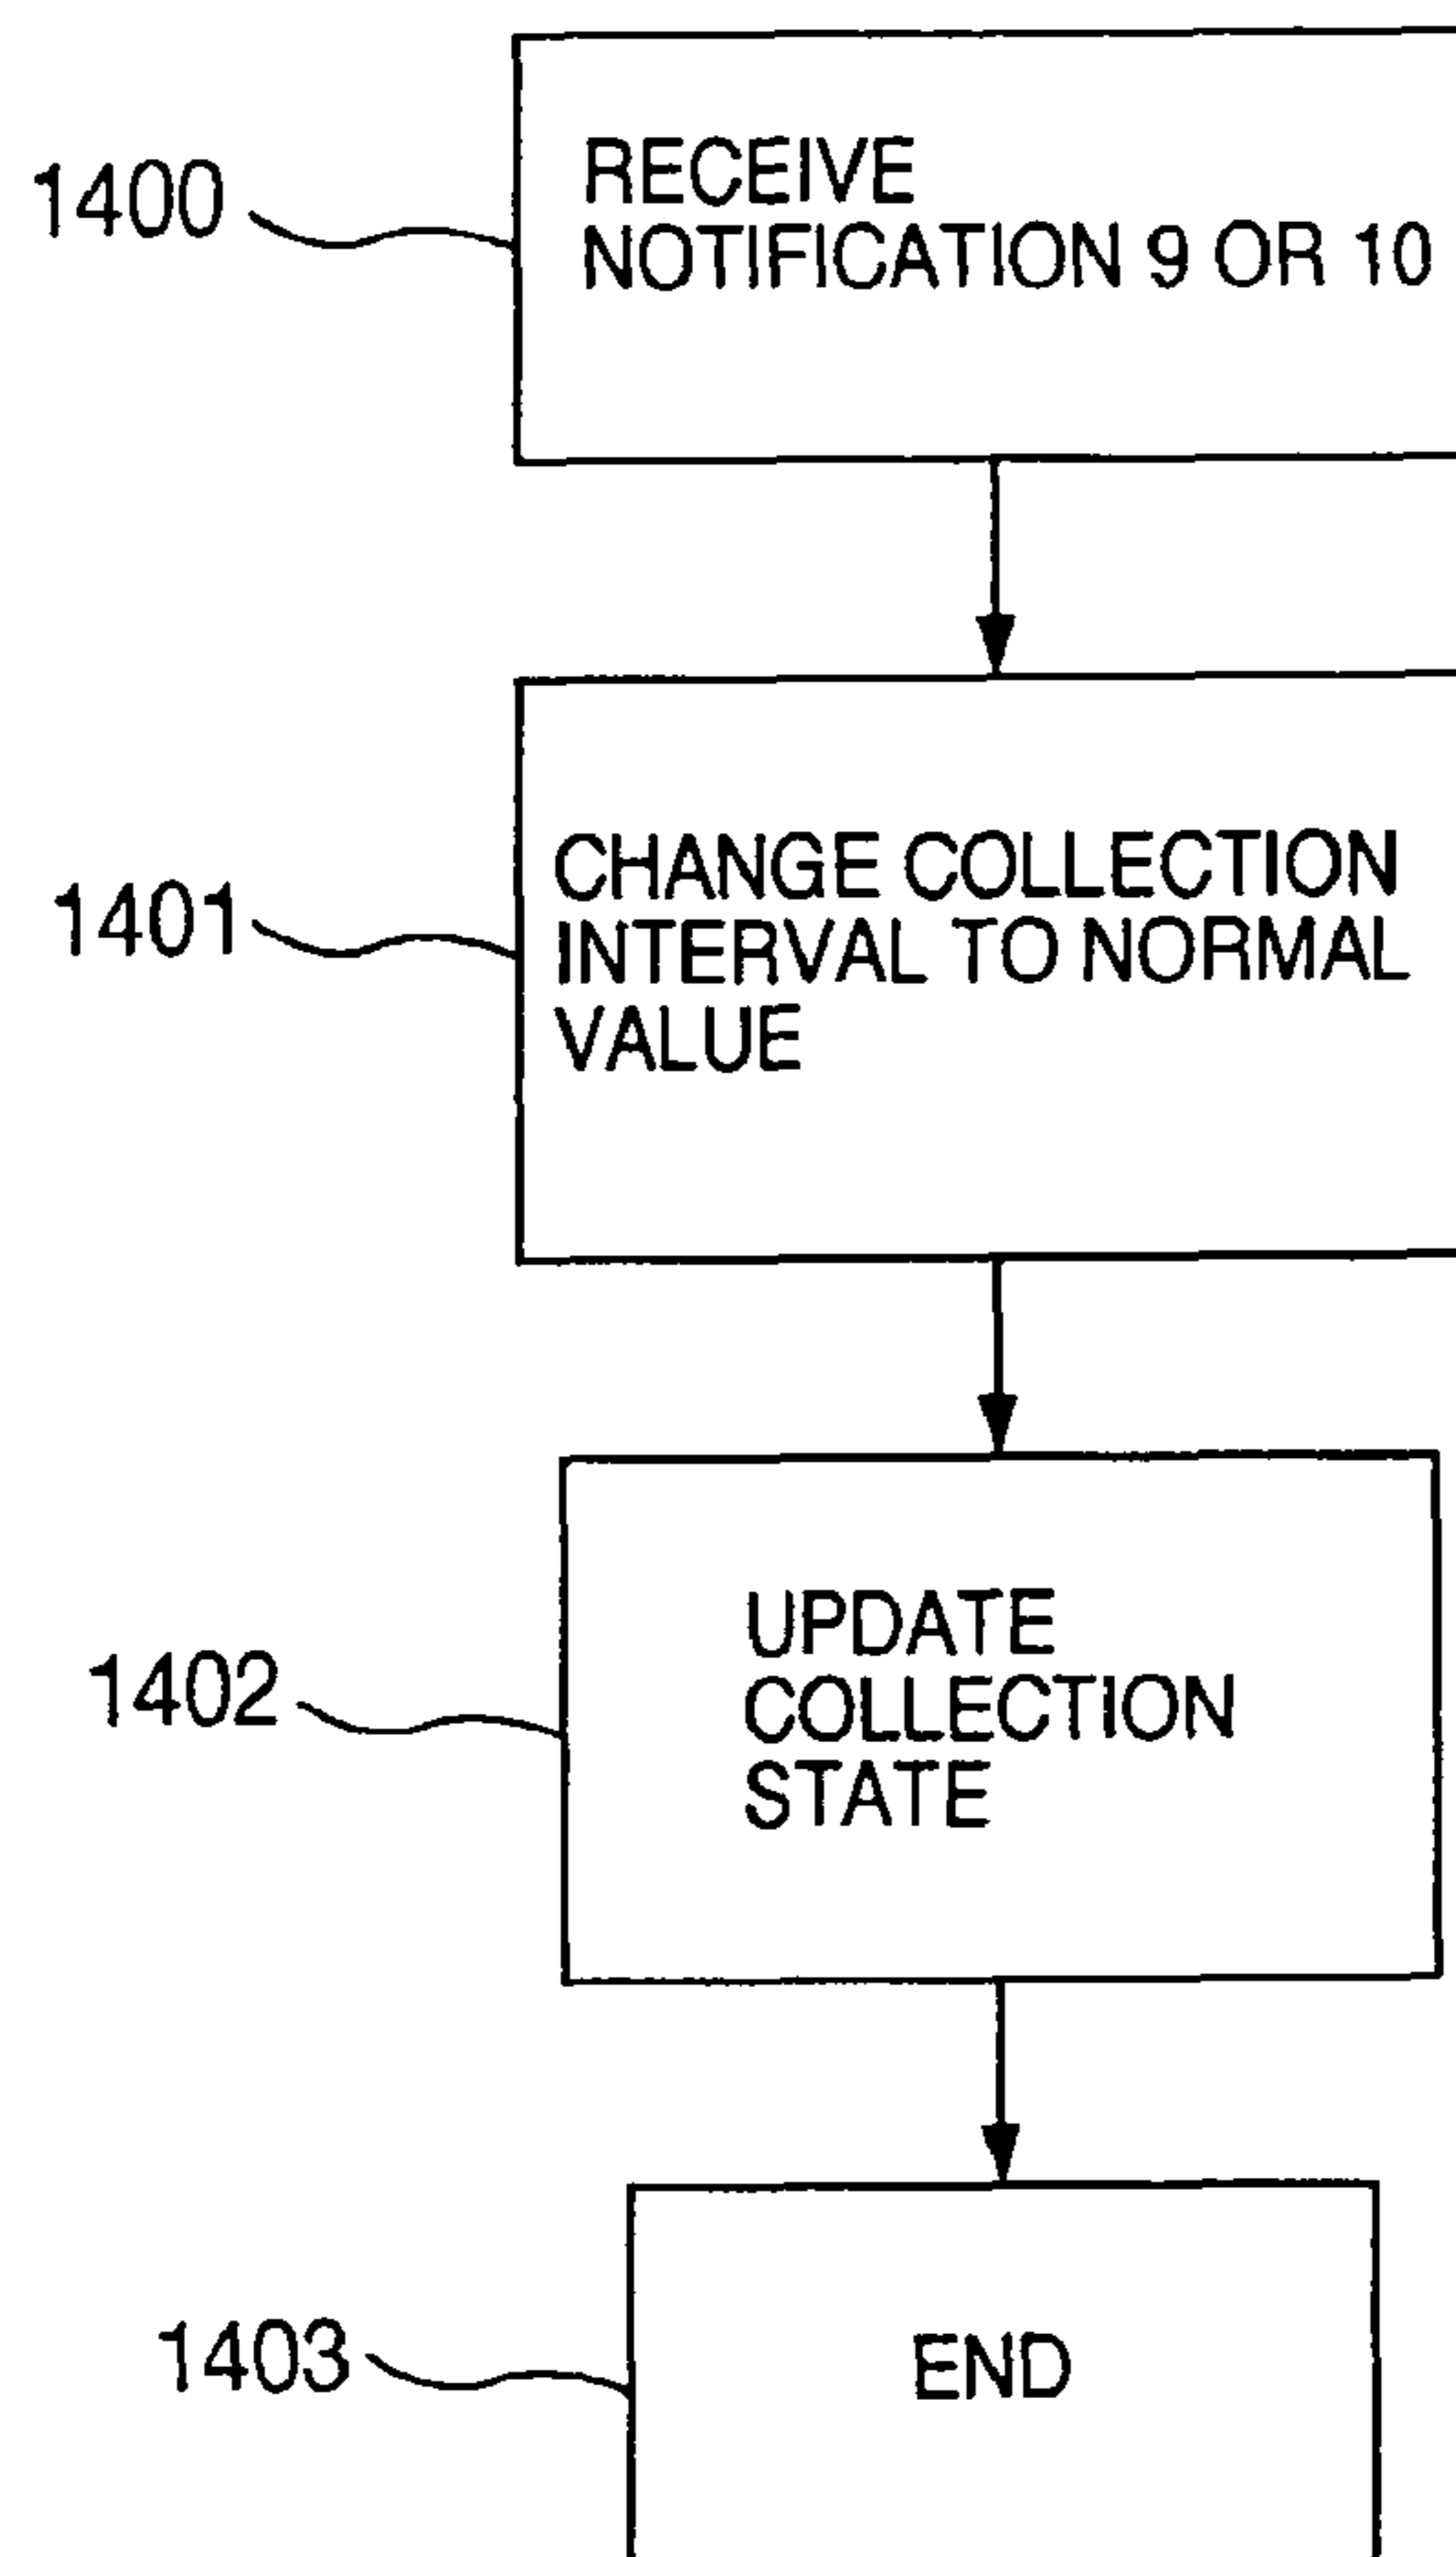 1400
RECEIVE
NOTIFICATION 9 OR 10
1401
CHANGE COLLECTION
INTERVAL TO NORMAL
VALUE
1402
UPDATE
COLLECTION
STATE
1403
END